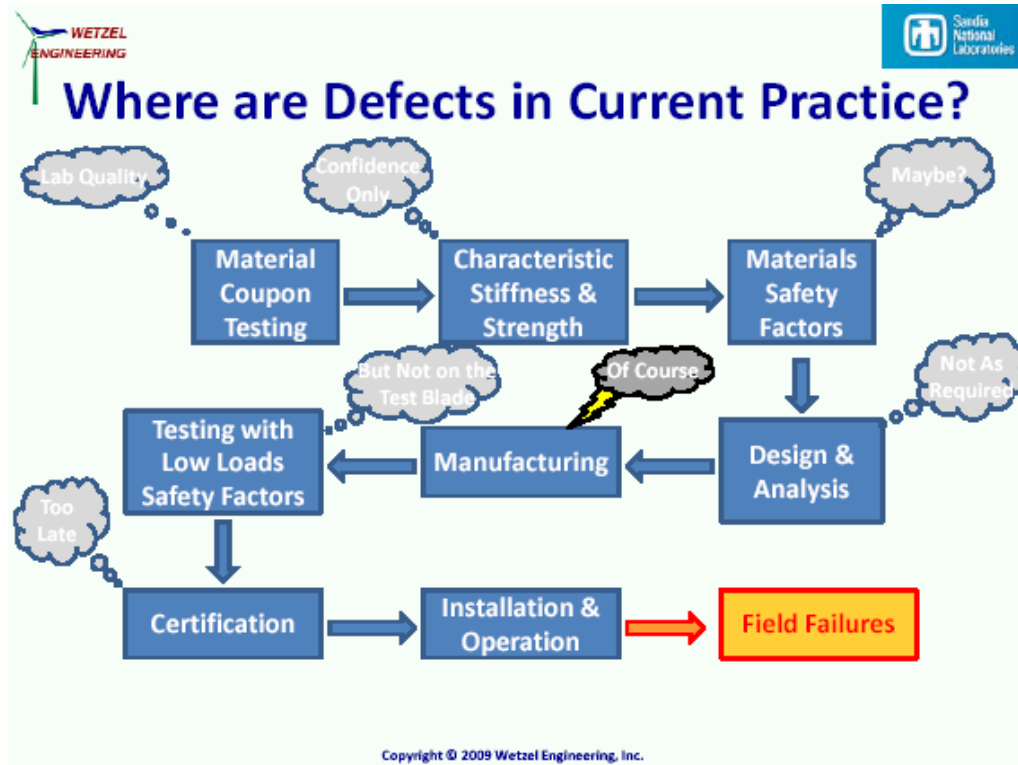 WETZEL
ENGINEERING
Sandia
National
Laboratories
Where are Defects in Current Practice?
Lab Quality
Confidence
Only
Maybe?
Material
Coupon
Testing
Characteristic
Stiffness &
Strength
Materials
Safety
Factors
But Not on the
Test Blade
Of Course
Not As
Required
Testing with
Low Loads
Safety Factors
Manufacturing
Design &
Analysis
Too
Late
Certification
Installation &
Operation
Field Failures
Copyright © 2009 Wetzel Engineering, Inc.